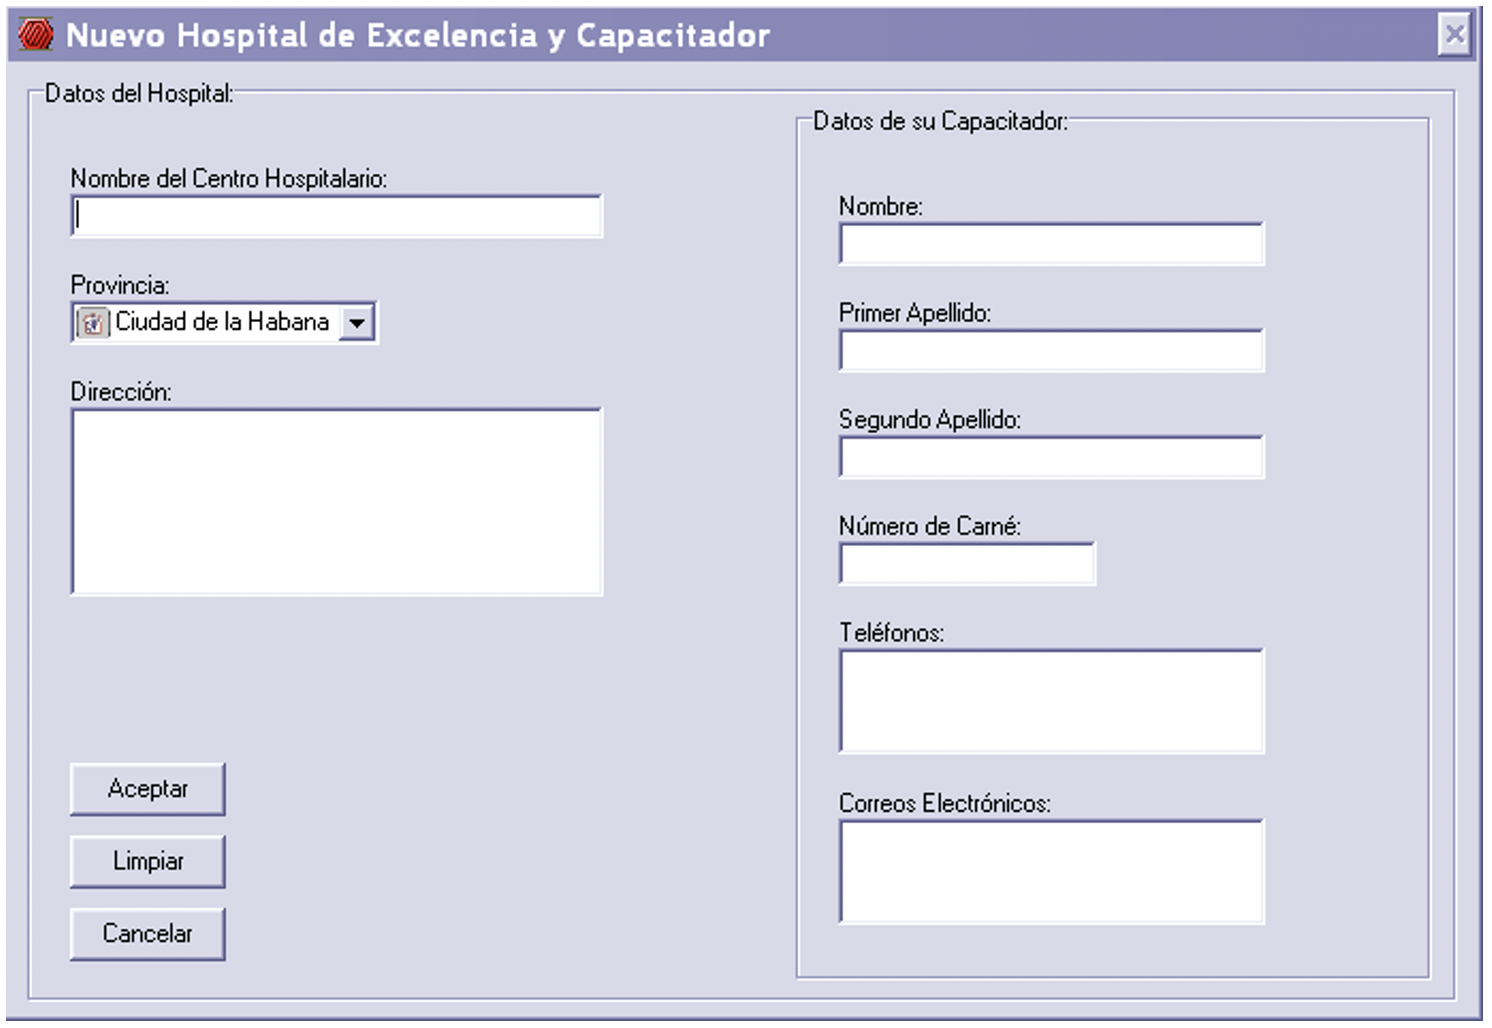 Nuevo Hospital de Excelencia y Capacitador
Datos del Hospital:
Nombre del Centro Hospitalario:
Provincia:
Ciudad de la Habana
Dirección:
Aceptar
Limpiar
Cancelar
Datos de su Capacitador:
Nombre:
Primer Apellido:
Segundo Apellido:
Número de Carné:
Teléfonos:
Correos Electrónicos: